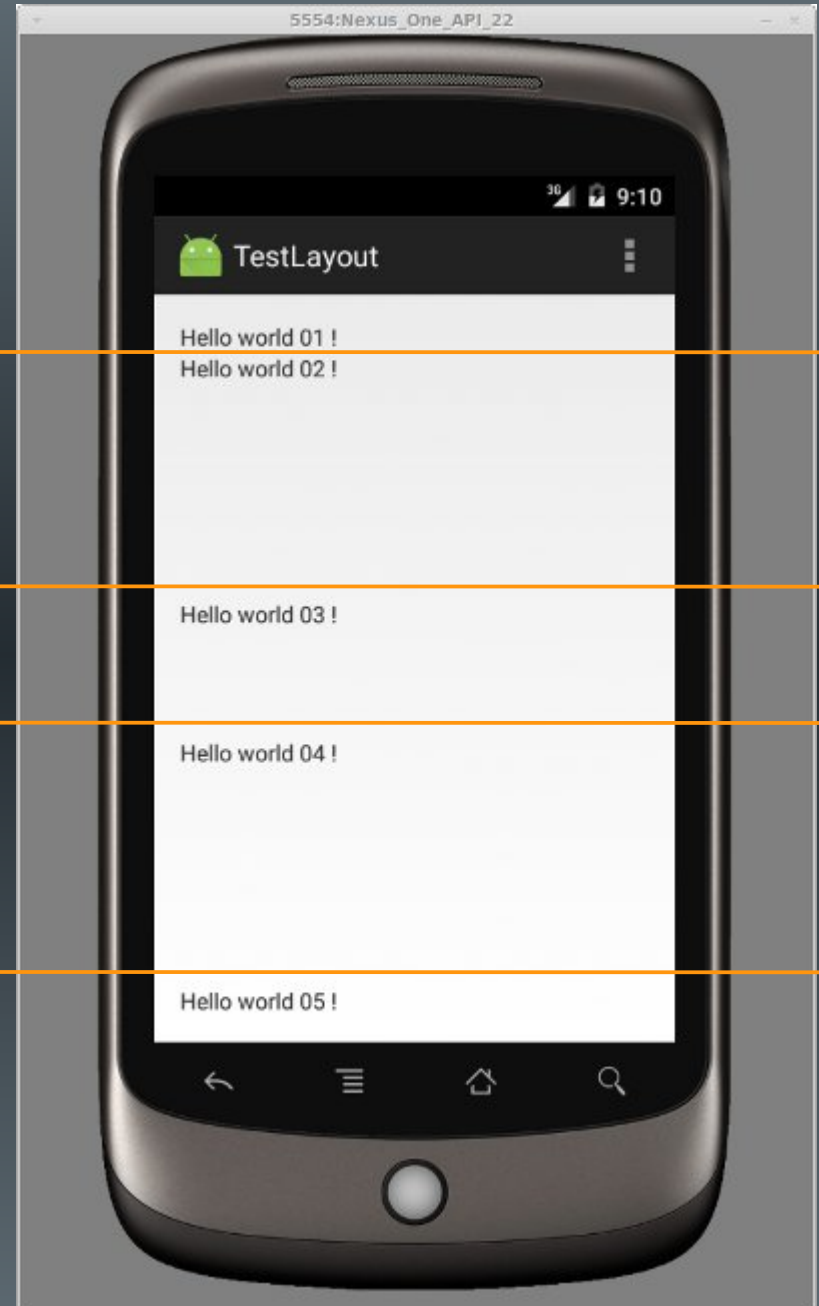 5554:Nexus_One_API_22
3G 9:10
TestLayout
Hello world 01 !
Hello world 02 !
Hello world 03 !
Hello world 04 !
Hello world 05 !